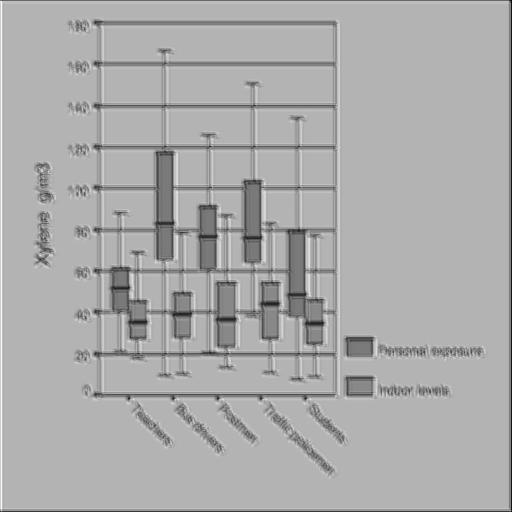 Xylene g/m3
180
160
140
120
100
80
60
40
20
0
Teachers
Bus drivers
Postmen
Traffic policemen
Students
Personal exposure
Indoor levels